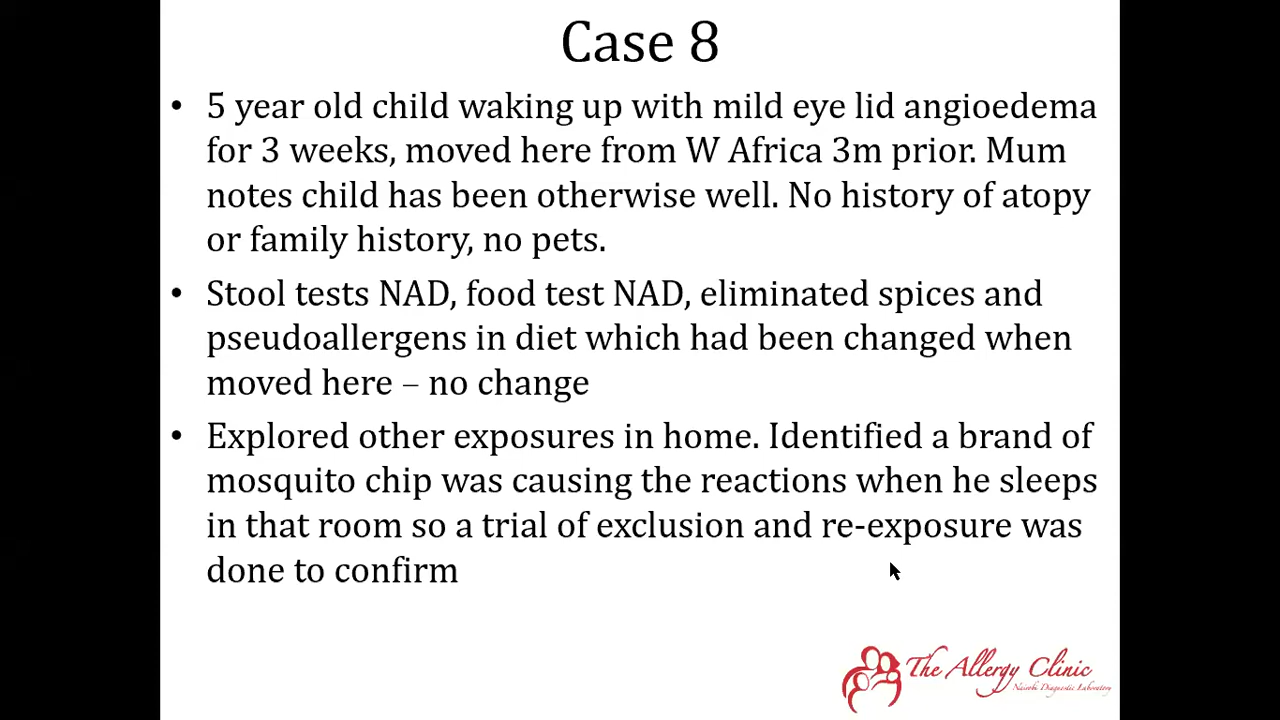 Case 8
• 5 year old child waking up with mild eye lid angioedema
for 3 weeks, moved here from W Africa 3m prior. Mum
notes child has been otherwise well. No history of atopy
or family history, no pets.
• Stool tests NAD, food test NAD, eliminated spices and
pseudoallergens in diet which had been changed when
moved here – no change
• Explored other exposures in home. Identified a brand of
mosquito chip was causing the reactions when he sleeps
in that room so a trial of exclusion and re-exposure was
done to confirm
The Allergy Clinic
Nairobi Diagnostic Laboratory